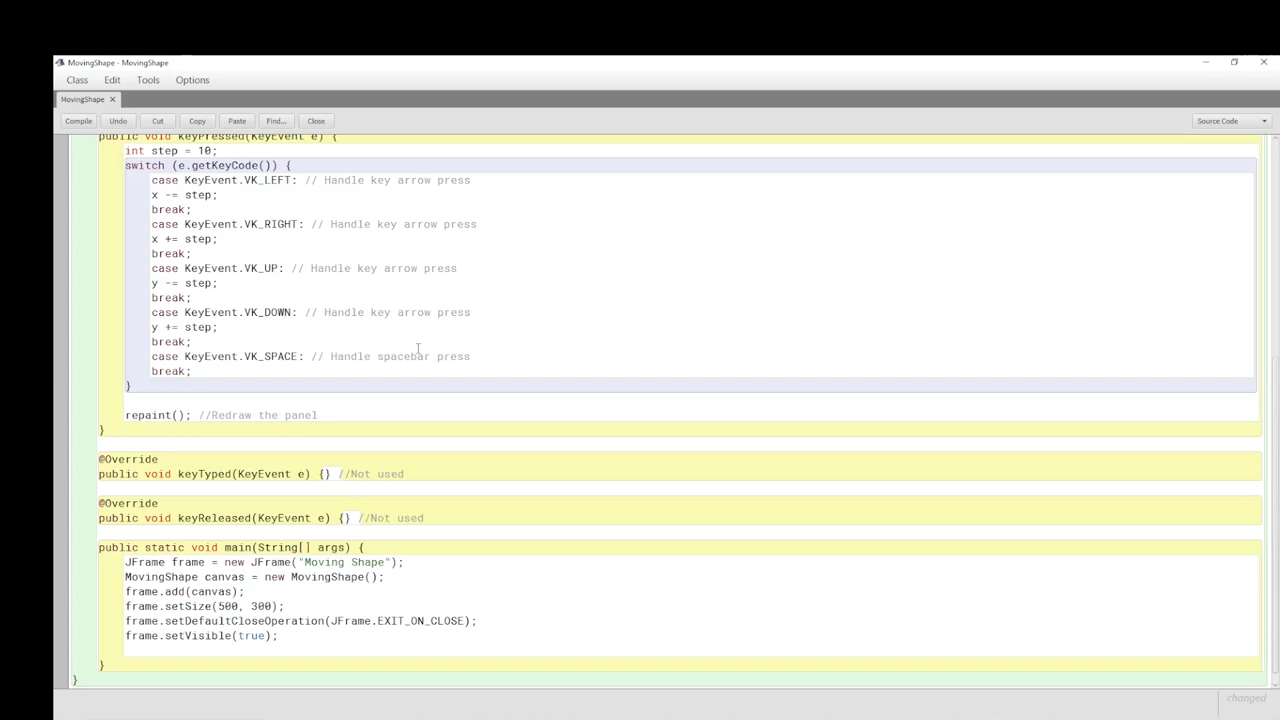 MovingShape - MovingShape
Class Edit Tools Options
MovingShape
Compile Undo Cut Copy Paste Find... Close Source Code
public void keyPressed(KeyEvent e) {
int step = 10;
switch (e.getKeyCode()) {
case KeyEvent.VK_LEFT: // Handle key arrow press
x -= step;
break;
case KeyEvent.VK_RIGHT: // Handle key arrow press
x += step;
break;
case KeyEvent.VK_UP: // Handle key arrow press
y -= step;
break;
case KeyEvent.VK_DOWN: // Handle key arrow press
y += step;
break;
case KeyEvent.VK_SPACE: // Handle spacebar press
break;
}
repaint(); //Redraw the panel
}
@Override
public void keyTyped(KeyEvent e) {} //Not used
@Override
public void keyReleased(KeyEvent e) {} //Not used
public static void main(String[] args) {
JFrame frame = new JFrame("Moving Shape");
MovingShape canvas = new MovingShape();
frame.add(canvas);
frame.setSize(500, 300);
frame.setDefaultCloseOperation(JFrame.EXIT_ON_CLOSE);
frame.setVisible(true);
}
}
changed